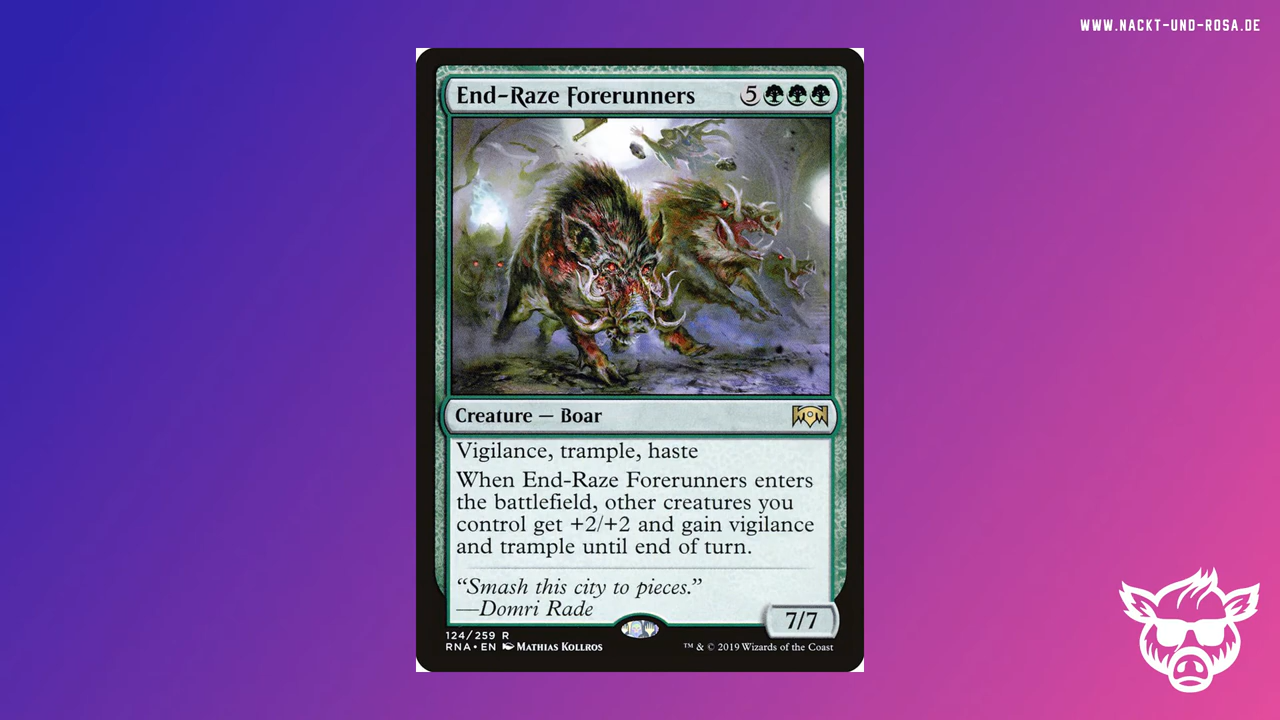 WWW.NACKT-UND-ROSA.DE
End-Raze Forerunners 5
Creature — Boar
Vigilance, trample, haste
When End-Raze Forerunners enters
the battlefield, other creatures you
control get +2/+2 and gain vigilance
and trample until end of turn.
“Smash this city to pieces.”
—Domri Rade
7/7
124/259 R
RNA • EN Mathias Kollros
™ & © 2019 Wizards of the Coast